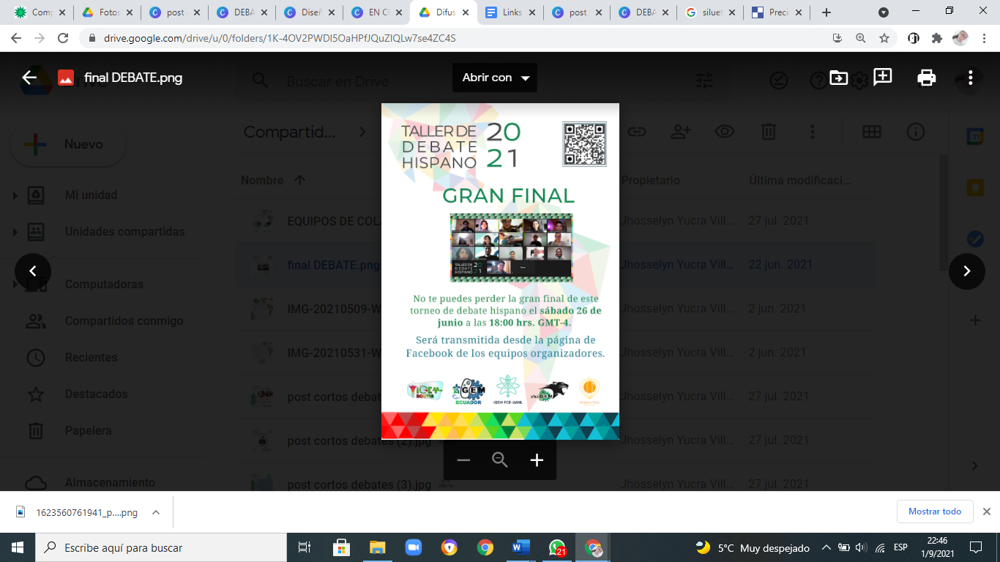 Comp
Fotos
post
DEBA
Diseñ
EN CO
Difus
Links
post
DEBA
siluet
Preci
drive.google.com/drive/u/0/folders/1K-4OV2PWDI5OaHPfJQuZlQLw7se4ZC4S
final DEBATE.png
Buscar en Drive
Abrir con
Nuevo
Compartid...
Nombre
Propietario
Última modificaci...
Mi unidad
Unidades compartidas
Computadoras
Compartidos conmigo
Recientes
Destacados
Papelera
Almacenamiento
EQUIPOS DE COLA
Jhosselyn Yucra Vill...
27 jul. 2021
final DEBATE.png
Jhosselyn Yucra Vill...
22 jun. 2021
IMG-20210509-W
Jhosselyn Yucra Vill...
2 jun. 2021
IMG-20210531-W
Jhosselyn Yucra Vill...
2 jun. 2021
post cortos debat
Jhosselyn Yucra Vill...
27 jul. 2021
post cortos debates (2).jpg
Jhosselyn Yucra Vill...
27 jul. 2021
post cortos debates (3).jpg
Jhosselyn Yucra Vill...
27 jul. 2021
TALLER DE 20
DEBATE
HISPANO 21
GRAN FINAL
TALLER DE 20
DEBATE
HISPANO 21
No te puedes perder la gran final de este
torneo de debate hispano el sábado 26 de
junio a las 18:00 hrs. GMT-4.
Será transmitida desde la página de
Facebook de los equipos organizadores.
iGEM
BOLIVIA
iGEM
ECUADOR
iGEM FCB-UANL
iGEM
1623560761941_p....png
Mostrar todo
Escribe aquí para buscar
21
5°C Muy despejado
ESP
22:46
1/9/2021